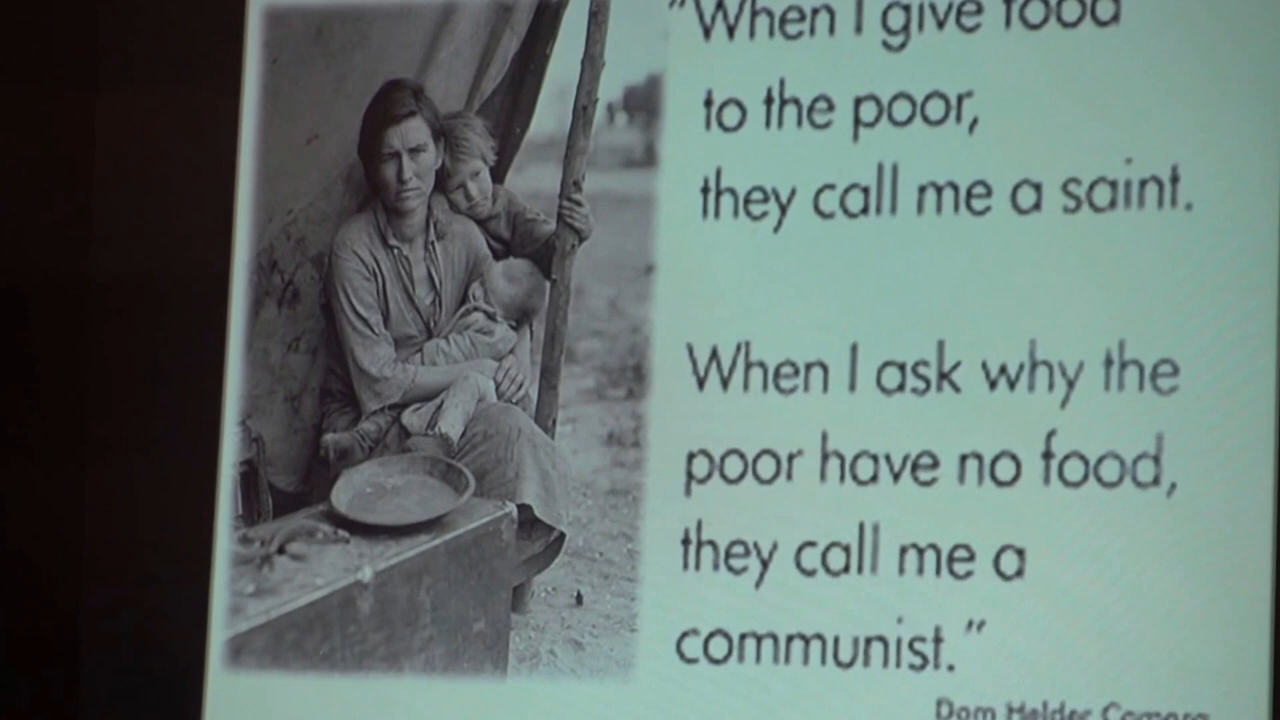 "When I give food
to the poor,
they call me a saint.
When I ask why the
poor have no food,
they call me a
communist."
Dom Helder Camara